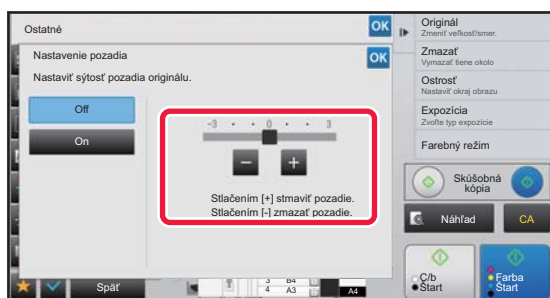 Ostatné
OK
Nastavenie pozadia
OK
Nastaviť sýtosť pozadia originálu.
Off
On
-3 0 3
- +
Stlačením [+] stmaviť pozadie.
Stlačením [-] zmazať pozadie.
Späť
3 B4
4 A3
A4
Originál
Zmeniť veľkosť/smer.
Zmazať
Vymazať tiene okolo
Ostrosť
Nastaviť okraj obrazu
Expozícia
Zvoľte typ expozície
Farebný režim
Skúšobná
kópia
Náhľad
CA
Č/b
Štart
Farba
Štart